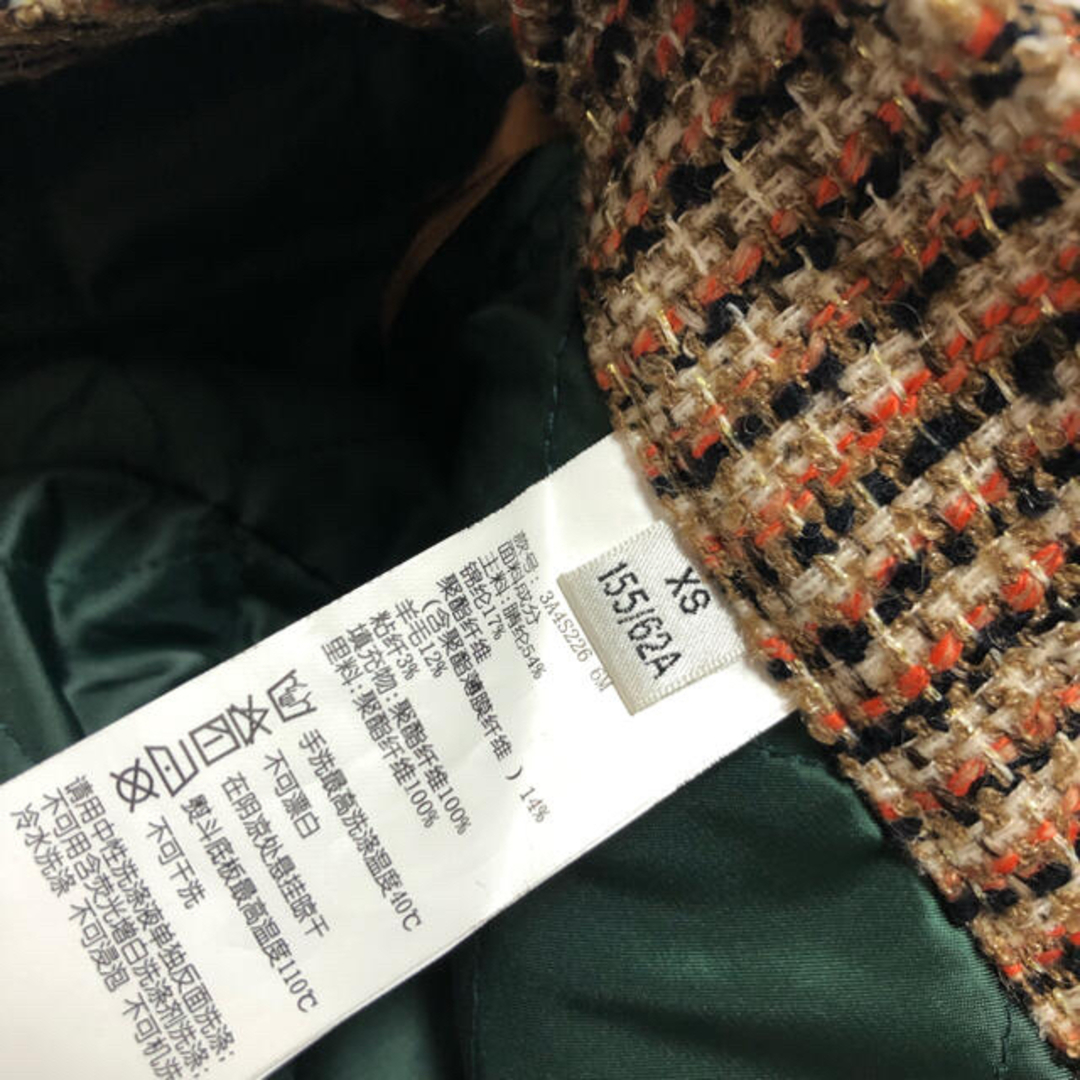 XS
155/62A
款号: 3A4S226 6M
面料成分
主料: 腈纶54%
锦纶17%
聚酯纤维
(含聚酯薄膜纤维 ) 14%
羊毛12%
粘纤3%
填充物: 聚酯纤维100%
里料: 聚酯纤维100%
手洗最高洗涤温度40℃
不可漂白
在阴凉处悬挂晾干
熨斗底板最高温度110℃
不可干洗
请用中性洗涤液单独反面洗涤;
不可用含荧光增白洗涤剂洗涤;
冷水洗涤 不可浸泡 不可机洗